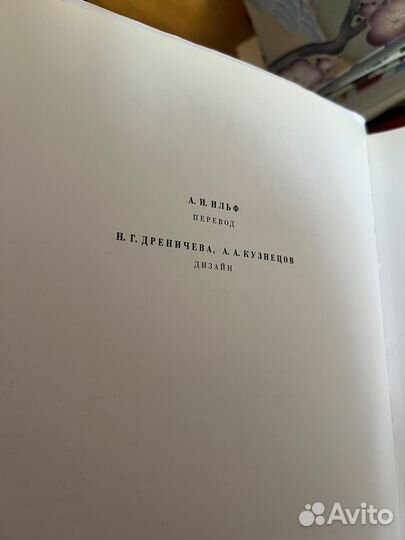 А. И. ИЛЬФ
ПЕРЕВОД
Н. Г. ДРЕНИЧЕВА, А. А. КУЗНЕЦОВ
ДИЗАЙН
Avito